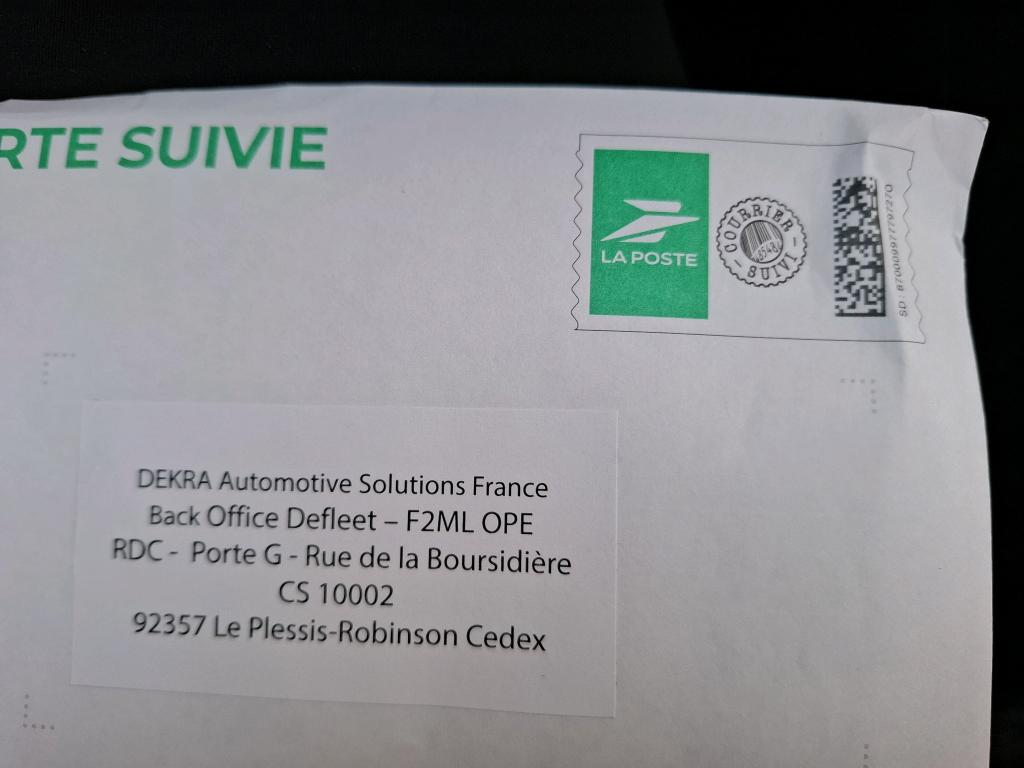 RTE SUIVIE
LA POSTE
COURRIER
SUIVI
DEKRA Automotive Solutions France
Back Office Defleet – F2ML OPE
RDC - Porte G - Rue de la Boursidière
CS 10002
92357 Le Plessis-Robinson Cedex